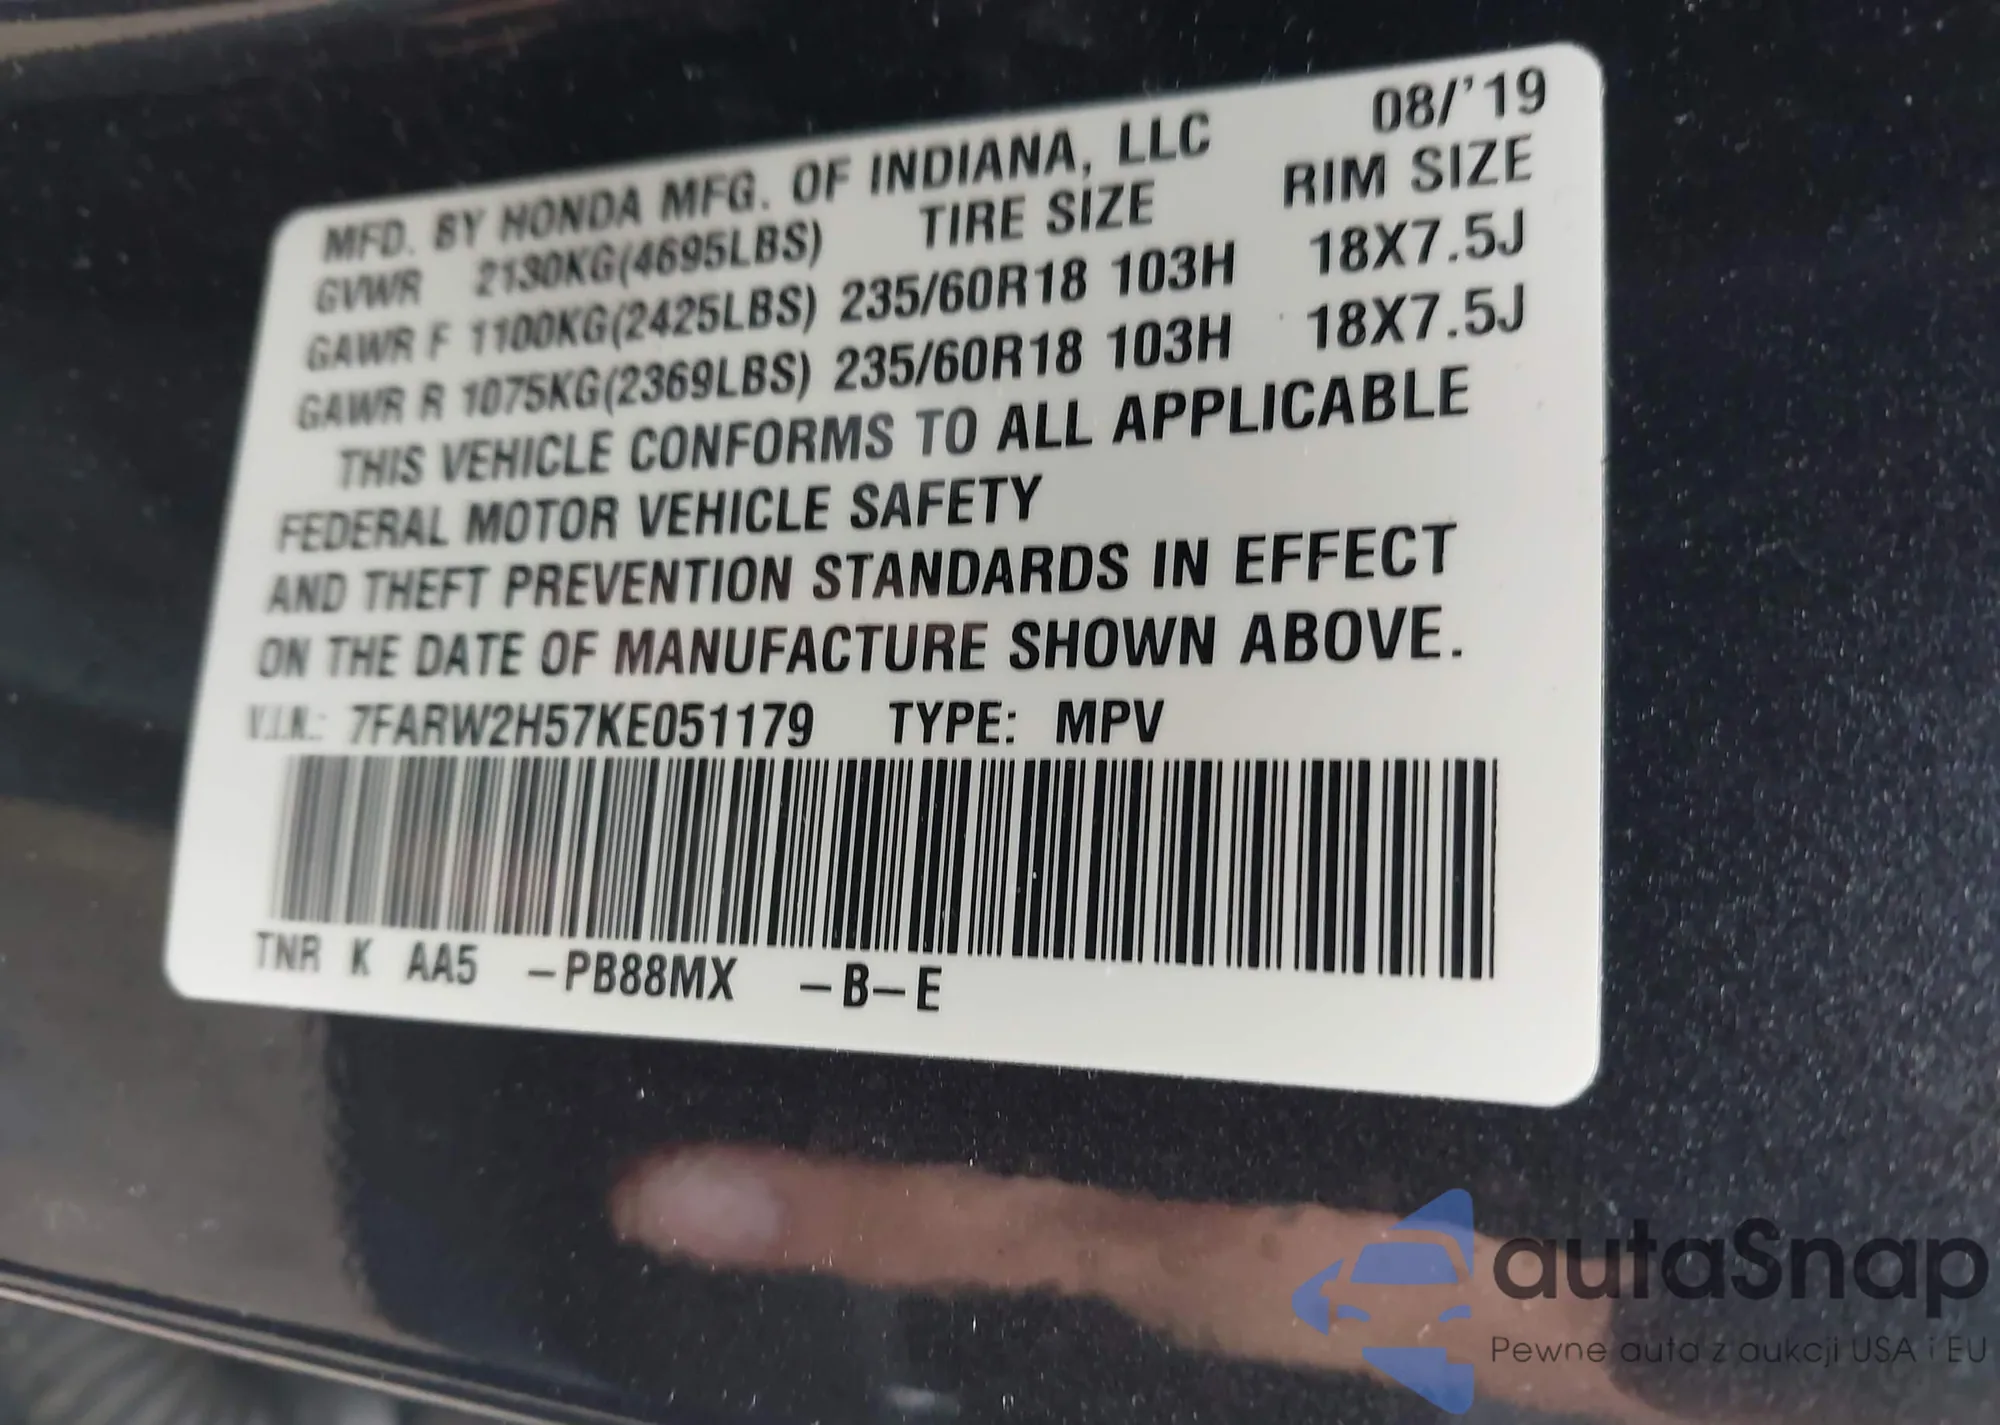 08/'19
MFD. BY HONDA MFG. OF INDIANA, LLC
GVWR 2130KG(4695LBS) TIRE SIZE RIM SIZE
GAWR F 1100KG(2425LBS) 235/60R18 103H 18X7.5J
GAWR R 1075KG(2369LBS) 235/60R18 103H 18X7.5J
THIS VEHICLE CONFORMS TO ALL APPLICABLE
FEDERAL MOTOR VEHICLE SAFETY
AND THEFT PREVENTION STANDARDS IN EFFECT
ON THE DATE OF MANUFACTURE SHOWN ABOVE.
V.I.N.: 7FARW2H57KE051179 TYPE: MPV
TNR K AA5 –PB88MX –B–E
autaSnap
Pewne auta z aukcji USA i EU